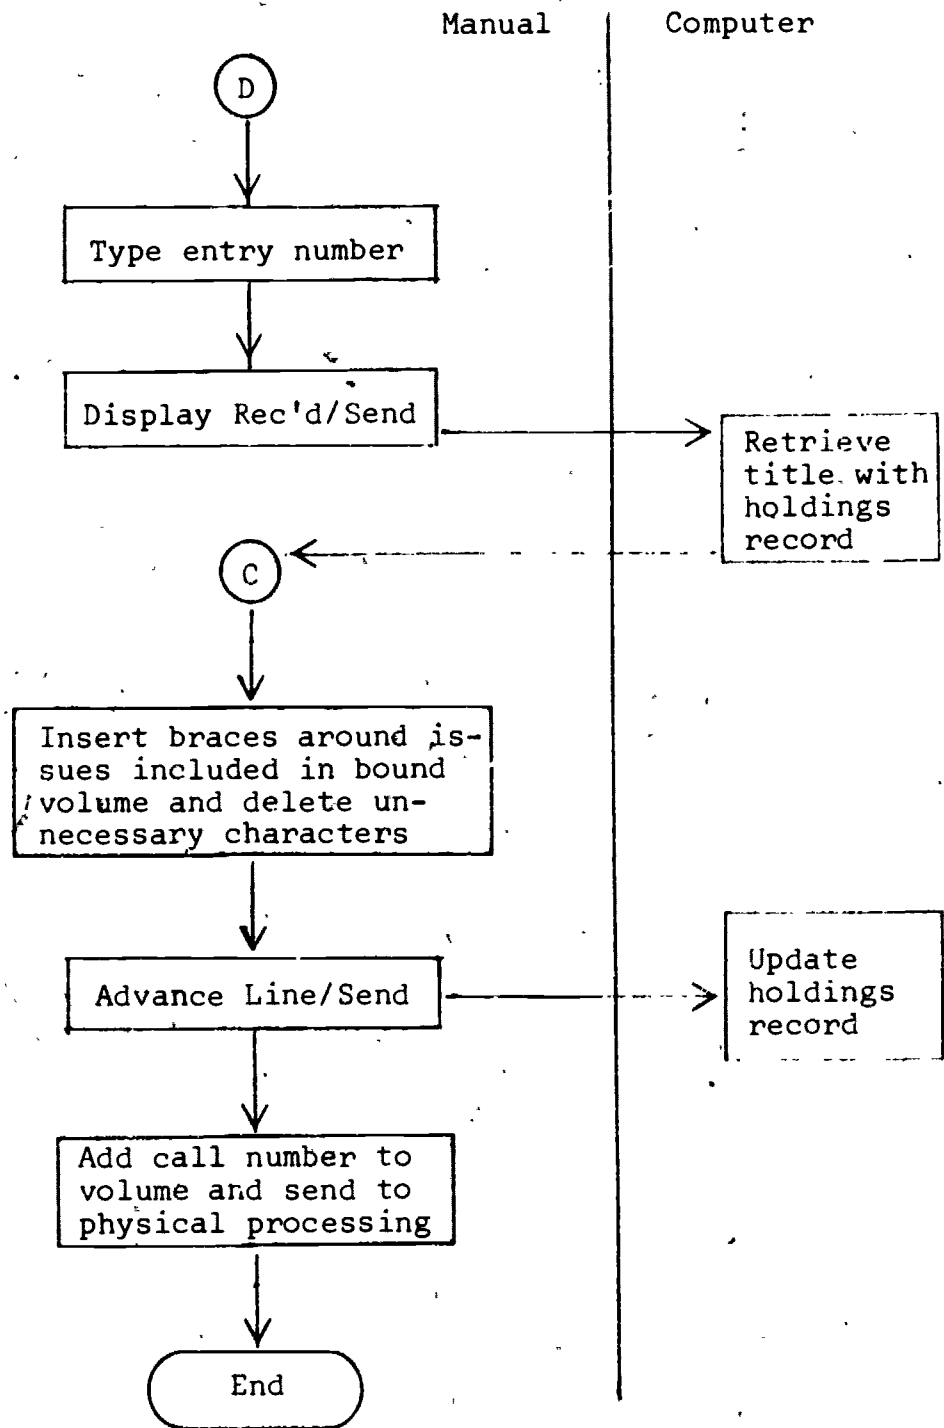 Manual
Computer
D
Type entry number
Display Rec'd/Send
Retrieve
title with
holdings
record
C
Insert braces around is-
sues included in bound
volume and delete un-
necessary characters
Advance Line/Send
Update
holdings
record
Add call number to
volume and send to
physical processing
End